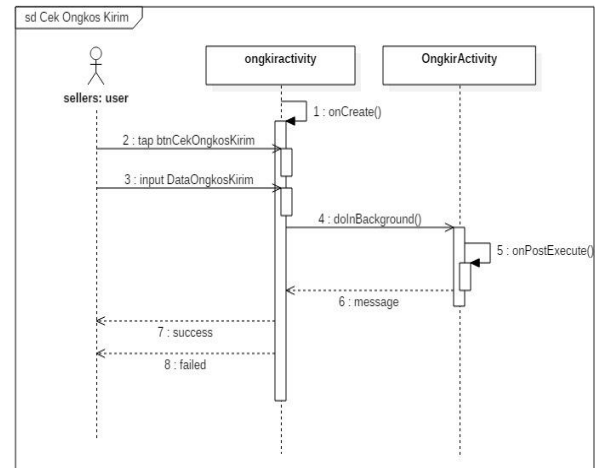 sd Cek Ongkos Kirim
sellers: user
ongkiractivity
OngkirActivity
1 : onCreate()
2 : tap btnCekOngkosKirim
3 : input DataOngkosKirim
4 : doInBackground()
5 : onPostExecute()
6 : message
7 : success
8 : failed